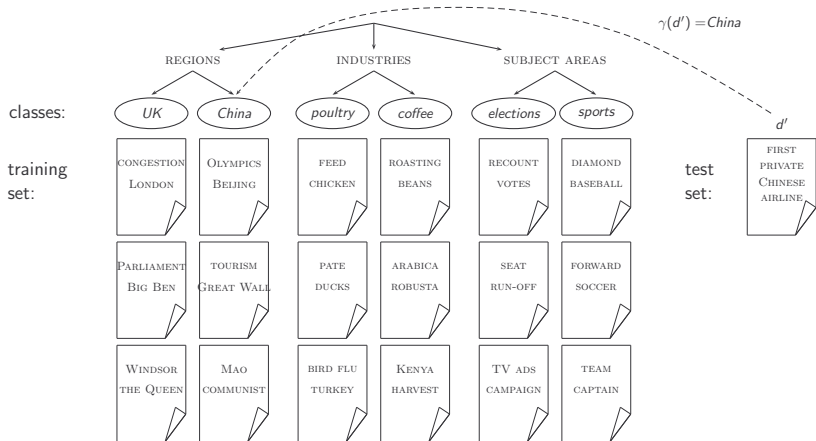 γ(d′) =China
REGIONS INDUSTRIES SUBJECT AREAS
classes: UK China poultry coffee elections sports
d′
training
set:
CONGESTION
LONDON
OLYMPICS
BEIJING
FEED
CHICKEN
ROASTING
BEANS
RECOUNT
VOTES
DIAMOND
BASEBALL
test
set:
FIRST
PRIVATE
CHINESE
AIRLINE
PARLIAMENT
BIG BEN
TOURISM
GREAT WALL
PATE
DUCKS
ARABICA
ROBUSTA
SEAT
RUN-OFF
FORWARD
SOCCER
WINDSOR
THE QUEEN
MAO
COMMUNIST
BIRD FLU
TURKEY
KENYA
HARVEST
TV ADS
CAMPAIGN
TEAM
CAPTAIN